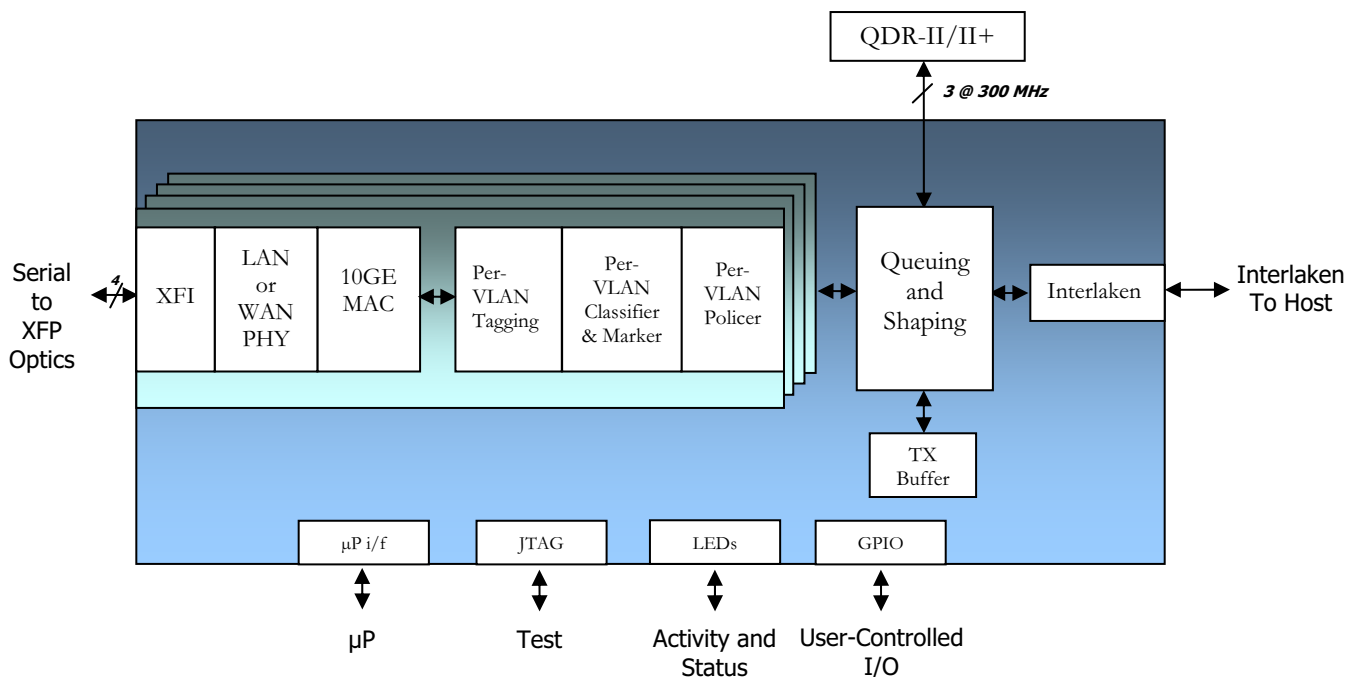 QDR-II/II+
3 @ 300 MHz
Serial
to
XFP
Optics
4
XFI
LAN
or
WAN
PHY
10GE
MAC
Per-
VLAN
Tagging
Per-
VLAN
Classifier
& Marker
Per-
VLAN
Policer
Queuing
and
Shaping
Interlaken
Interlaken
To Host
TX
Buffer
µP i/f
JTAG
LEDs
GPIO
µP
Test
Activity and
Status
User-Controlled
I/O